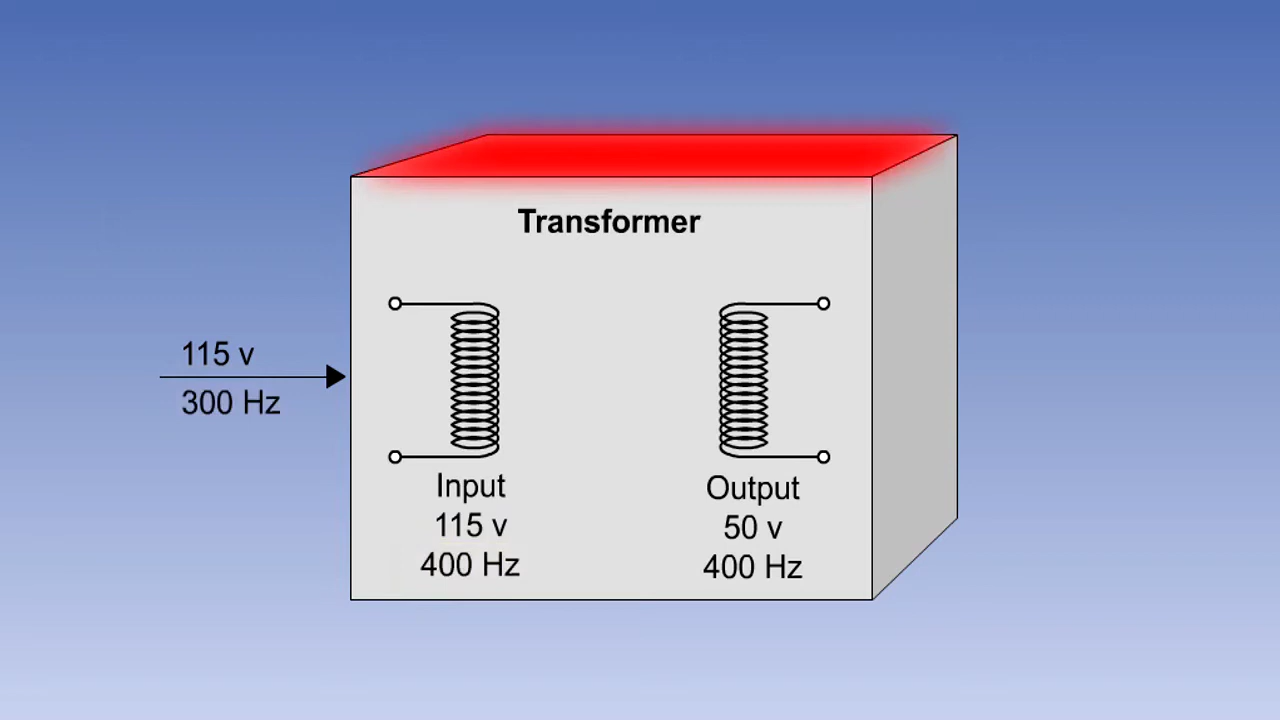 Transformer
115 v
300 Hz
Input
115 v
400 Hz
Output
50 v
400 Hz